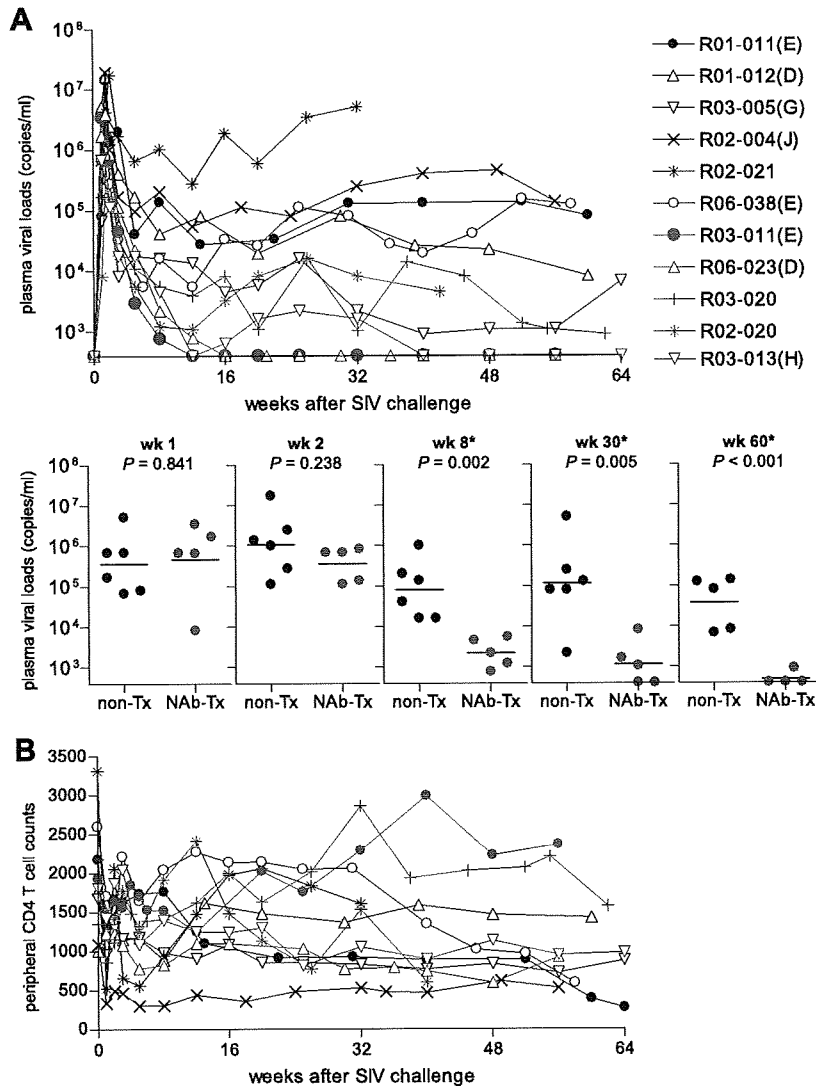 A
plasma viral loads (copies/ml)
10⁸
10⁷
10⁶
10⁵
10⁴
10³
0 16 32 48 64
weeks after SIV challenge
R01-011(E)
R01-012(D)
R03-005(G)
R02-004(J)
R02-021
R06-038(E)
R03-011(E)
R06-023(D)
R03-020
R02-020
R03-013(H)
plasma viral loads (copies/ml)
10⁸
10⁷
10⁶
10⁵
10⁴
10³
wk 1
P = 0.841
non-Tx NAb-Tx
wk 2
P = 0.238
non-Tx NAb-Tx
wk 8*
P = 0.002
non-Tx NAb-Tx
wk 30*
P = 0.005
non-Tx NAb-Tx
wk 60*
P < 0.001
non-Tx NAb-Tx
B
peripheral CD4 T cell counts
3500
3000
2500
2000
1500
1000
500
0
0 16 32 48 64
weeks after SIV challenge